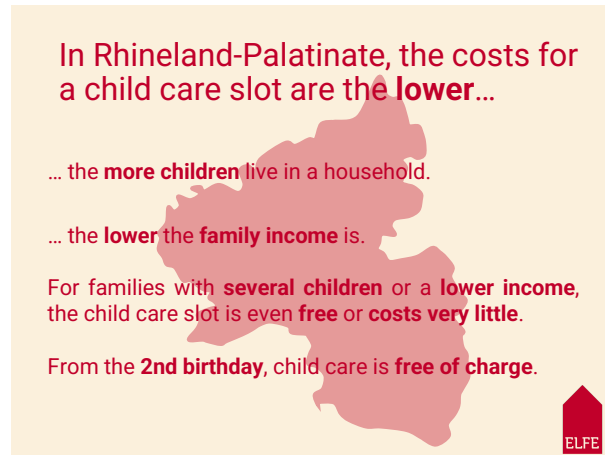 In Rhineland-Palatinate, the costs for
a child care slot are the lower…
… the more children live in a household.
… the lower the family income is.
For families with several children or a lower income,
the child care slot is even free or costs very little.
From the 2nd birthday, child care is free of charge.
ELFE